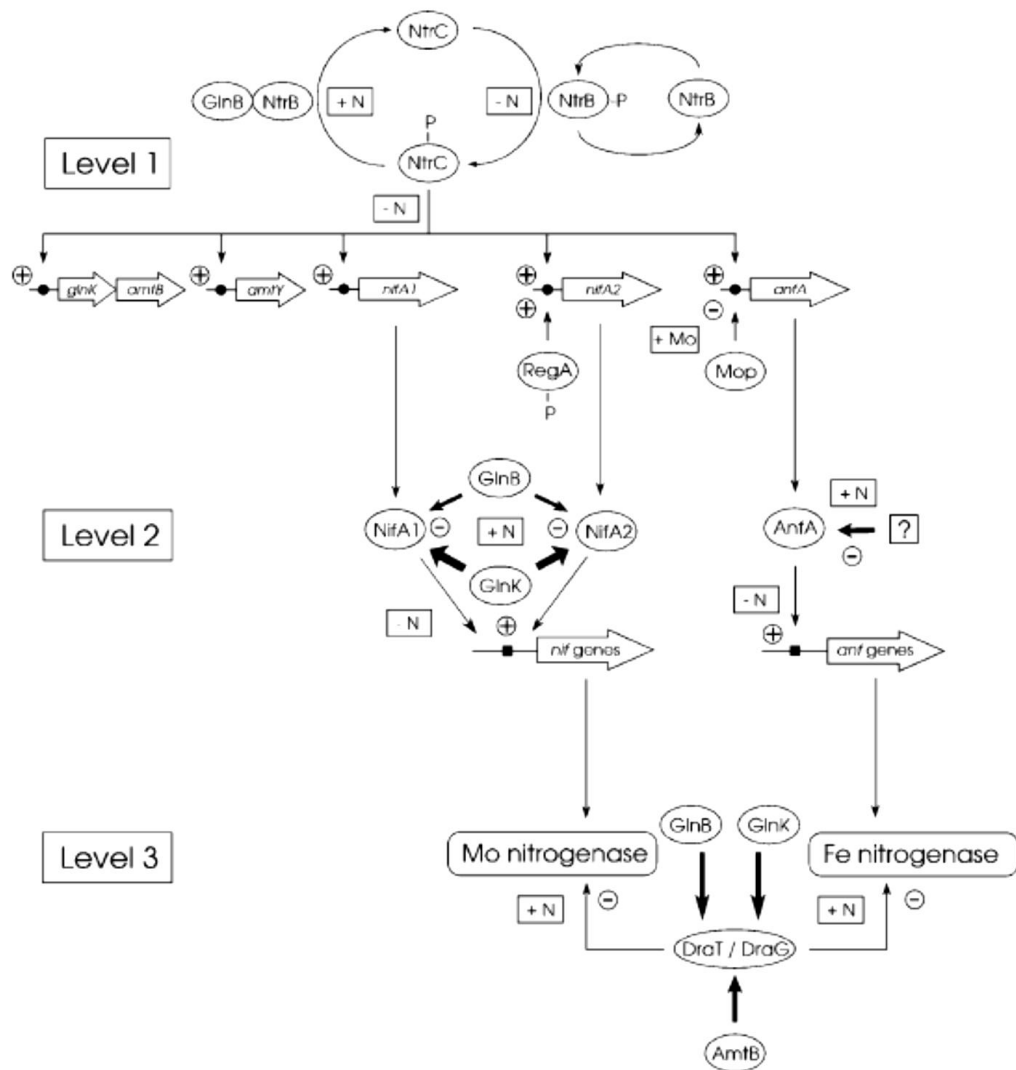 NtrC
GlnB NtrB + N - N NtrB -P NtrB
P
NtrC
Level 1
- N
+ + + + +
glnK amtB amtY nifA1 nifA2 anfA
+ -
+ Mo
RegA Mop
P
GlnB + N
Level 2 NifA1 - + N - NifA2 AnfA ?
-
GlnK
- N + - N +
nif genes anf genes
GlnB GlnK
Level 3 Mo nitrogenase Fe nitrogenase
+ N - + N -
DraT / DraG
AmtB